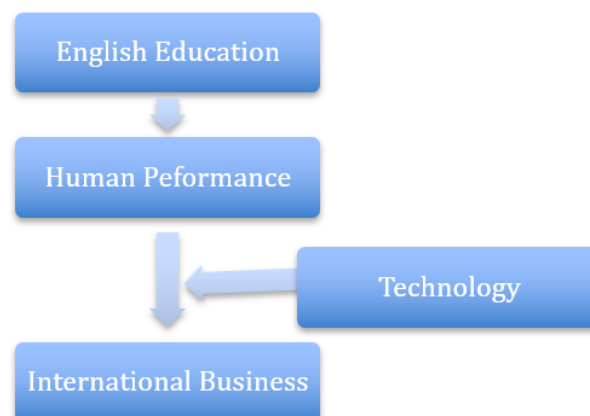 English Education
Human Peformance
Technology
International Business